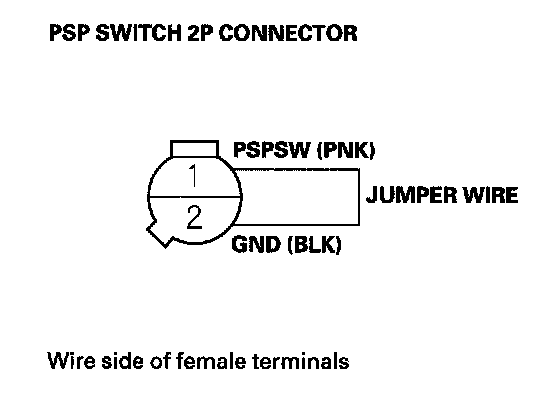 PSP SWITCH 2P CONNECTOR
PSPSW (PNK)
1
JUMPER WIRE
2
GND (BLK)
Wire side of female terminals